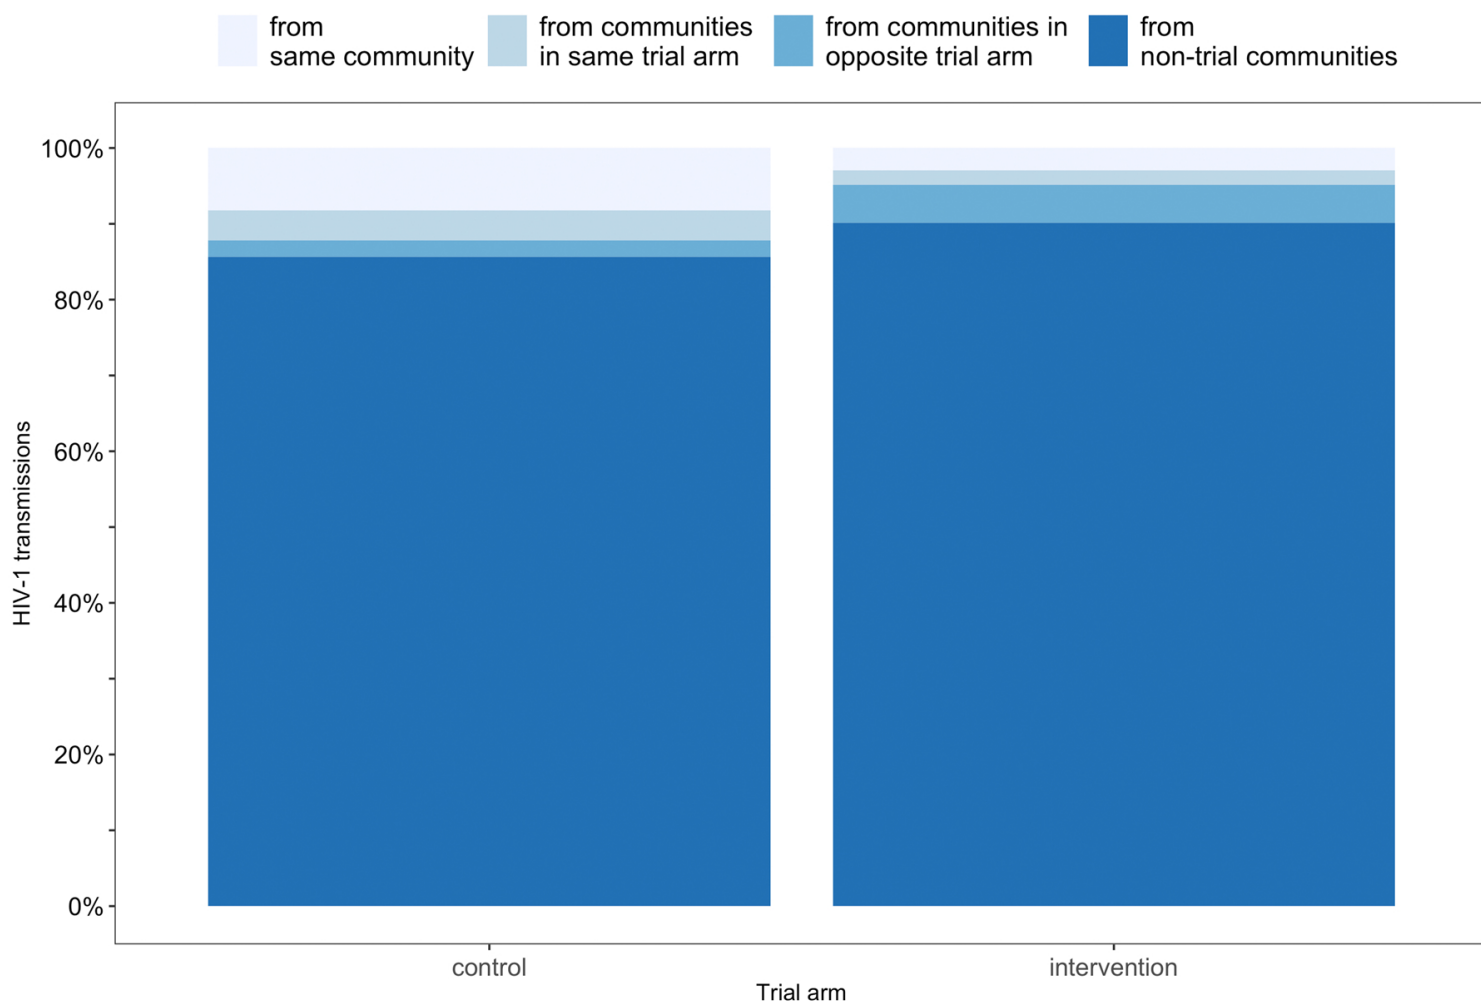 from
same community
from communities
in same trial arm
from communities in
opposite trial arm
from
non-trial communities
HIV-1 transmissions
100%
80%
60%
40%
20%
0%
control
intervention
Trial arm